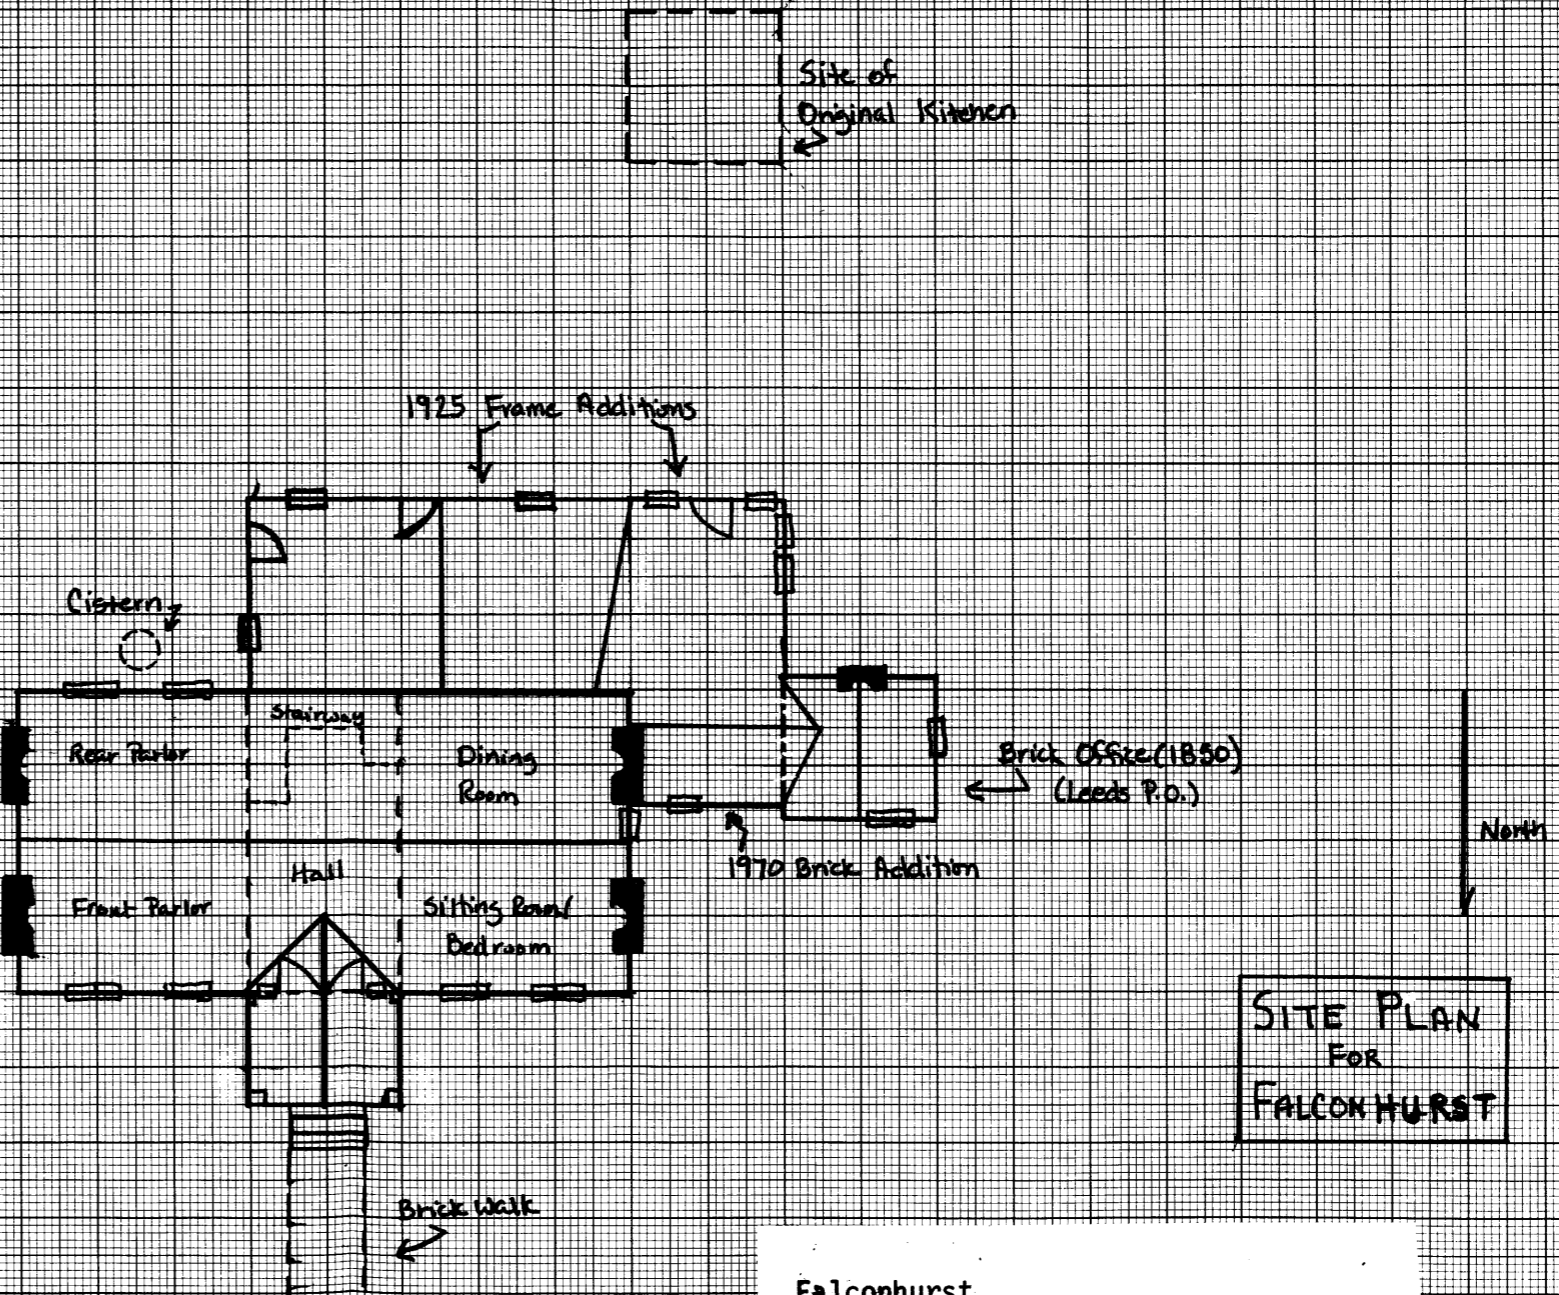 Site of
Original Kitchen
1925 Frame Additions
Cistern
Stairway
Rear Parlor
Dining
Room
Brick Office (1850)
(Leeds P.O.)
North
1970 Brick Addition
Hall
Front Parlor
Sitting Room/
Bedroom
SITE PLAN
FOR
FALCONHURST
Brick Walk
Falconhurst